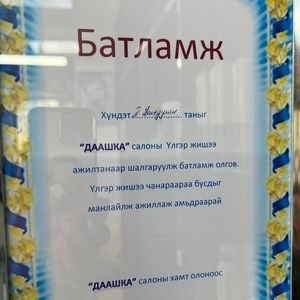 Батламж
Хүндэт таныг
"ДААШКА" салоны Үлгэр жишээ
ажилтанаар шалгаруулж батламж олгов.
Үлгэр жишээ чанараараа бусдыг
манлайлж ажиллаж амьдраарай
"ДААШКА" салоны хамт олоноос